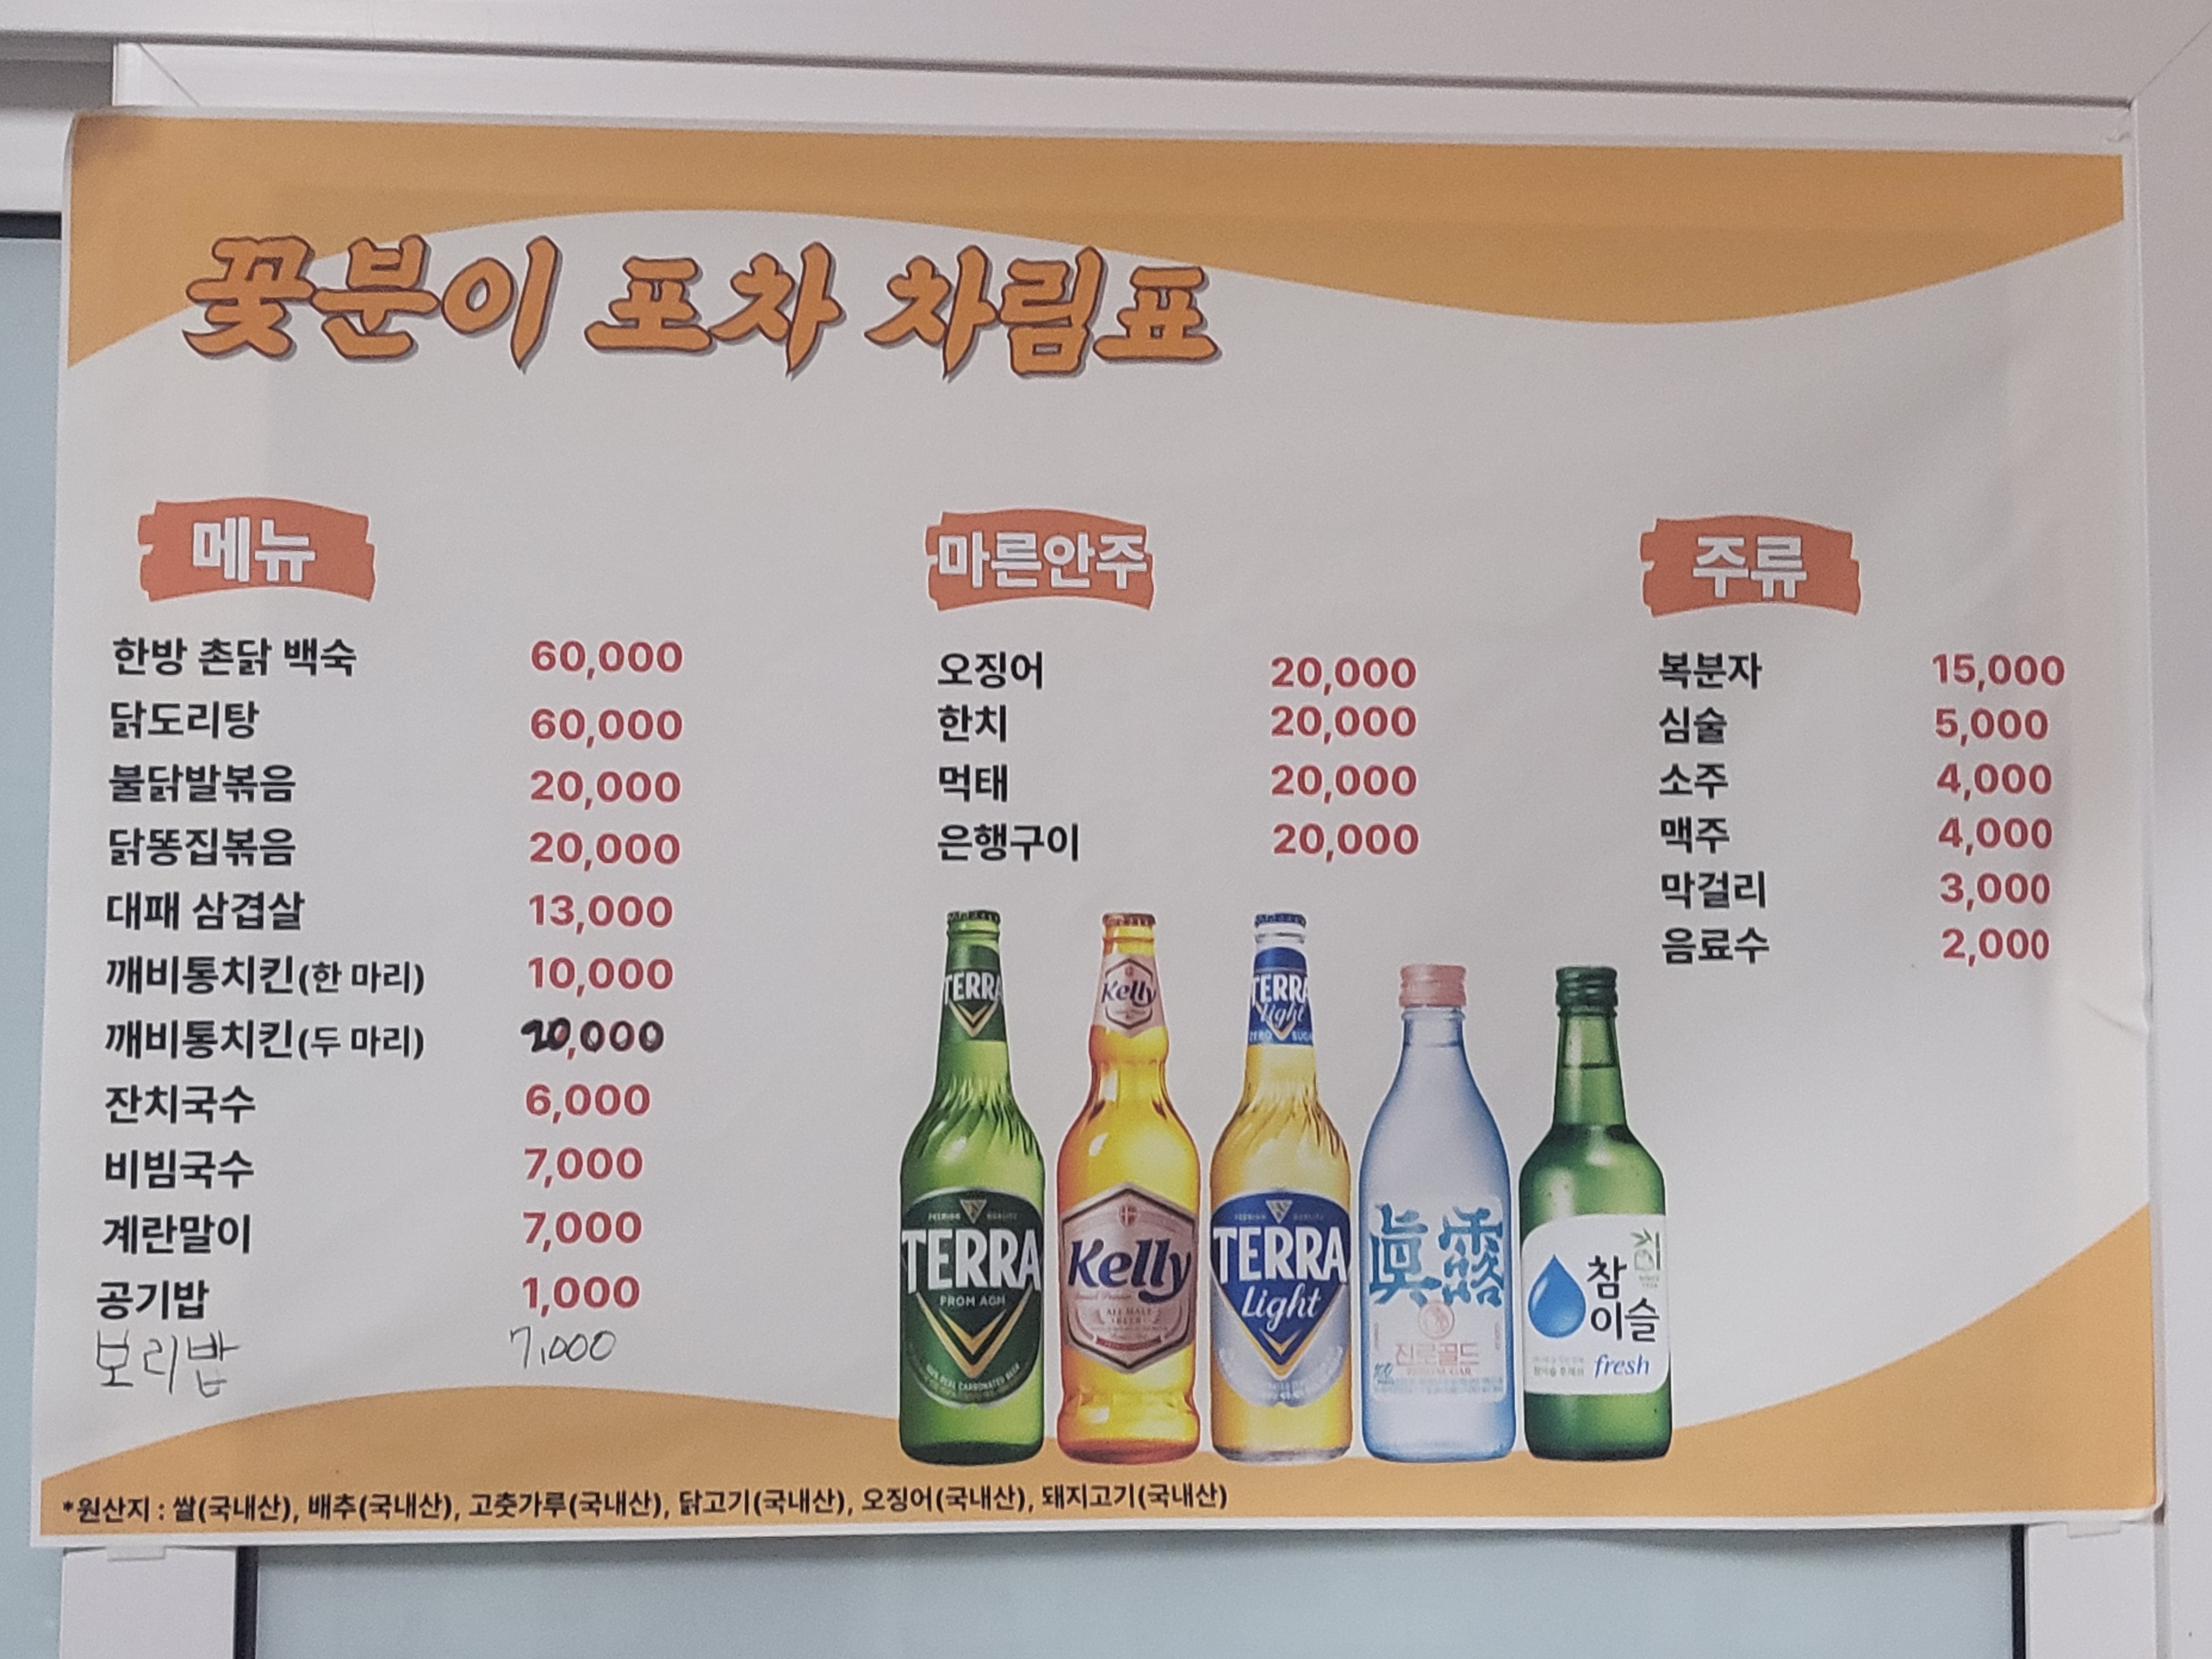 꽃분이 포차 차림표
메뉴
한방 촌닭 백숙 60,000
닭도리탕 60,000
불닭발볶음 20,000
닭똥집볶음 20,000
대패 삼겹살 13,000
깨비통치킨(한 마리) 10,000
깨비통치킨(두 마리) 20,000
잔치국수 6,000
비빔국수 7,000
계란말이 7,000
공기밥 1,000
보리밥 7,000
마른안주
오징어 20,000
한치 20,000
먹태 20,000
은행구이 20,000
주류
복분자 15,000
심술 5,000
소주 4,000
맥주 4,000
막걸리 3,000
음료수 2,000
TERRA
TERRA
FROM AGM
Kelly
Kelly
TERRA
Light
ZERO SUGAR
TERRA
Light
眞露
진로골드
참
이슬
fresh
*원산지 : 쌀(국내산), 배추(국내산), 고춧가루(국내산), 닭고기(국내산), 오징어(국내산), 돼지고기(국내산)